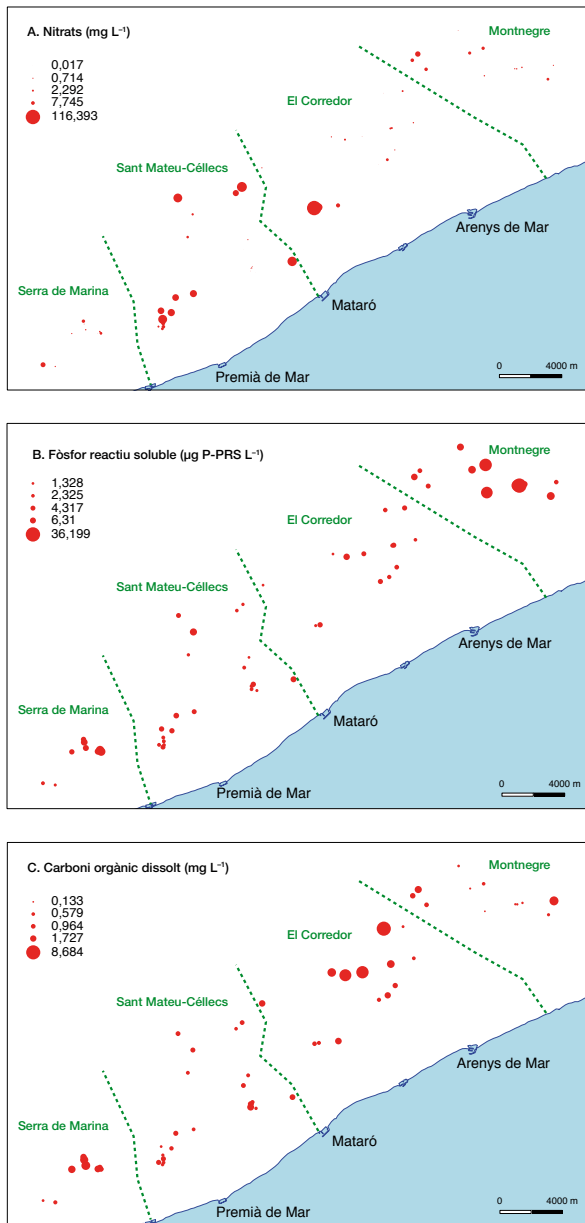 A. Nitrats (mg L⁻¹)
Montnegre
0,017
0,714
2,292
7,745
116,393
El Corredor
Sant Mateu-Céllecs
Arenys de Mar
Serra de Marina
Mataró
Premià de Mar
0 4000 m
B. Fòsfor reactiu soluble (µg P-PRS L⁻¹)
Montnegre
1,328
2,325
4,317
6,31
36,199
El Corredor
Sant Mateu-Céllecs
Arenys de Mar
Serra de Marina
Mataró
Premià de Mar
0 4000 m
C. Carboni orgànic dissolt (mg L⁻¹)
Montnegre
0,133
0,579
0,964
1,727
8,684
El Corredor
Sant Mateu-Céllecs
Arenys de Mar
Serra de Marina
Mataró
Premià de Mar
0 4000 m